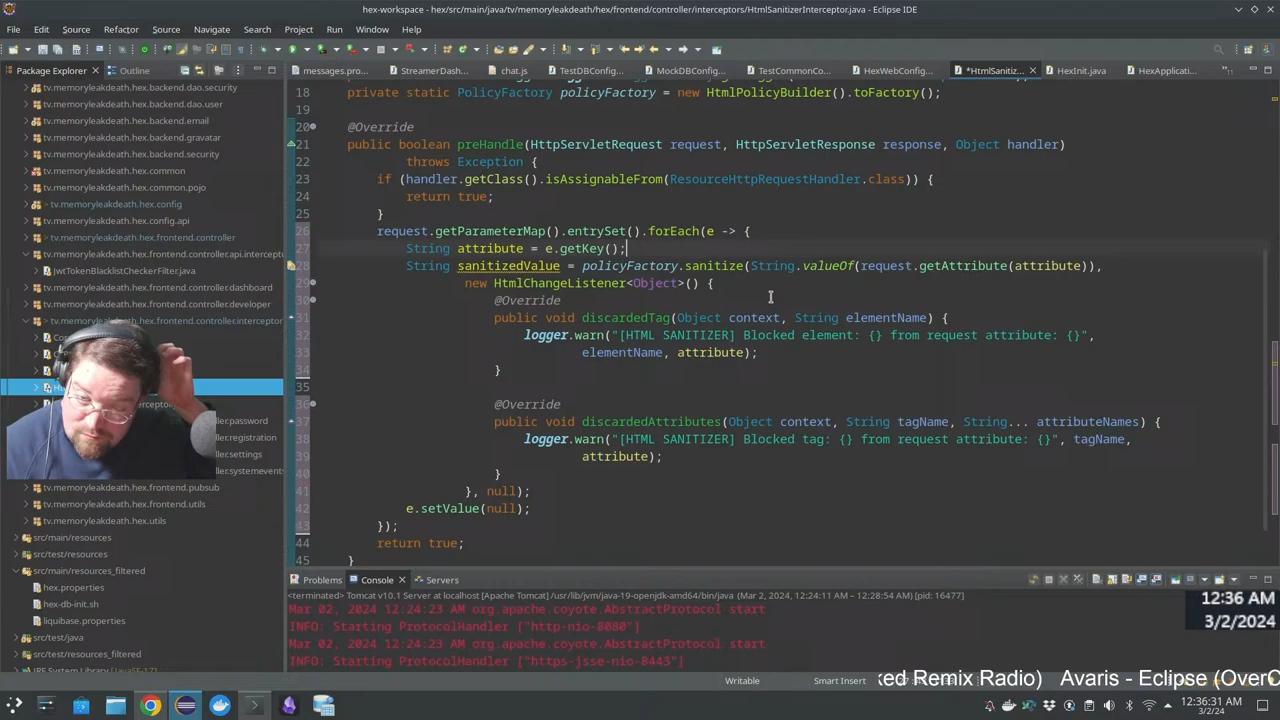 hex-workspace - hex/src/main/java/tv/memoryleakdeath/hex/frontend/controller/interceptors/HtmlSanitizerInterceptor.java - Eclipse IDE
File Edit Source Refactor Source Navigate Search Project Run Window Help
Package Explorer Outline
messages.pro... StreamerDash... chat.js TestDBConfig... MockDBConfig... TestCommonCo... HexWebConfig... *HtmlSanitiz... HexInit.java HexApplicati...
tv.memoryleakdeath.hex.backend.dao.security
tv.memoryleakdeath.hex.backend.dao.user
tv.memoryleakdeath.hex.backend.email
tv.memoryleakdeath.hex.backend.gravatar
tv.memoryleakdeath.hex.backend.security
tv.memoryleakdeath.hex.common
tv.memoryleakdeath.hex.common.pojo
> tv.memoryleakdeath.hex.config
tv.memoryleakdeath.hex.config.api
> tv.memoryleakdeath.hex.frontend.controller
tv.memoryleakdeath.hex.frontend.controller.api.intercepto
JwtTokenBlacklistCheckerFilter.java
tv.memoryleakdeath.hex.frontend.controller.dashboard
tv.memoryleakdeath.hex.frontend.controller.developer
> tv.memoryleakdeath.hex.frontend.controller.interceptor
ller.password
ller.registration
ller.settings
ller.systemevents
tv.memoryleakdeath.hex.frontend.pubsub
tv.memoryleakdeath.hex.frontend.utils
tv.memoryleakdeath.hex.utils
src/main/resources
src/test/resources
src/main/resources_filtered
hex.properties
hex-db-init.sh
liquibase.properties
src/test/java
src/test/resources_filtered
JRE System Library [JavaSE-17]
18 private static PolicyFactory policyFactory = new HtmlPolicyBuilder().toFactory();
19
20 @Override
21 public boolean preHandle(HttpServletRequest request, HttpServletResponse response, Object handler)
22 throws Exception {
23 if (handler.getClass().isAssignableFrom(ResourceHttpRequestHandler.class)) {
24 return true;
25 }
26 request.getParameterMap().entrySet().forEach(e -> {
27 String attribute = e.getKey();
28 String sanitizedValue = policyFactory.sanitize(String.valueOf(request.getAttribute(attribute)),
29 new HtmlChangeListener<Object>() {
30 @Override
31 public void discardedTag(Object context, String elementName) {
32 logger.warn("[HTML SANITIZER] Blocked element: {} from request attribute: {}",
33 elementName, attribute);
34 }
35
36 @Override
37 public void discardedAttributes(Object context, String tagName, String... attributeNames) {
38 logger.warn("[HTML SANITIZER] Blocked tag: {} from request attribute: {}", tagName,
39 attribute);
40 }
41 }, null);
42 e.setValue(null);
43 });
44 return true;
45 }
Problems Console Servers
<terminated> Tomcat v10.1 Server at localhost [Apache Tomcat] /usr/lib/jvm/java-19-openjdk-amd64/bin/java (Mar 2, 2024, 12:24:11 AM – 12:28:54 AM) [pid: 16477]
Mar 02, 2024 12:24:23 AM org.apache.coyote.AbstractProtocol start
INFO: Starting ProtocolHandler ["http-nio-8080"]
Mar 02, 2024 12:24:23 AM org.apache.coyote.AbstractProtocol start
INFO: Starting ProtocolHandler ["https-jsse-nio-8443"]
12:36 AM
3/2/2024
Writable Smart Insert
ked Remix Radio) Avaris - Eclipse (OverC
12:36:31 AM
3/2/24